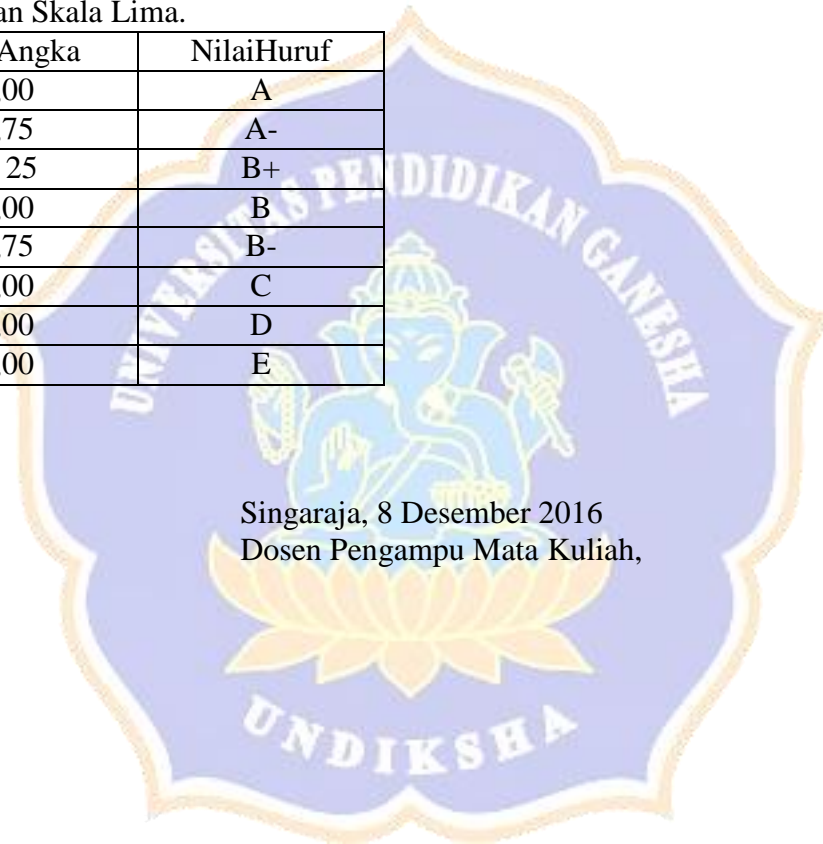 an Skala Lima.
Angka NilaiHuruf
00 A
75 A-
25 B+
00 B
75 B-
00 C
00 D
00 E
UNIVERSITAS PENDIDIKAN GANESHA
Singaraja, 8 Desember 2016
Dosen Pengampu Mata Kuliah,
UNDIKSHA